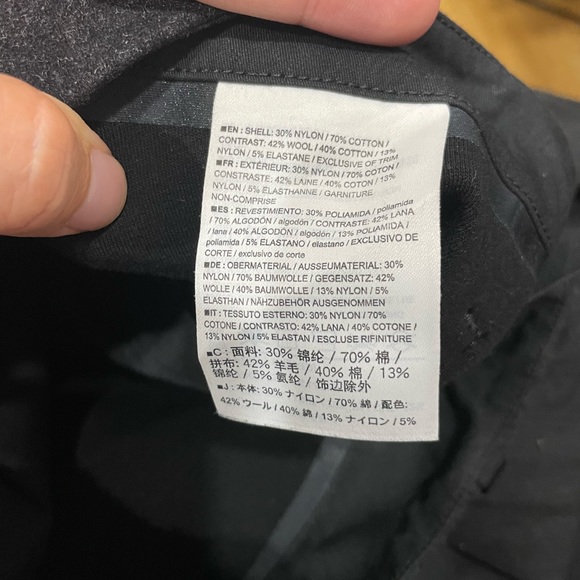 ■EN : SHELL: 30% NYLON / 70% COTTON /
CONTRAST: 42% WOOL / 40% COTTON / 13%
NYLON / 5% ELASTANE / EXCLUSIVE OF TRIM
■FR : EXTÉRIEUR: 30% NYLON / 70% COTON /
CONSTRASTE: 42% LAINE / 40% COTON / 13%
NYLON / 5% ELASTHANNE / GARNITURE
NON-COMPRISE
■ES : REVESTIMIENTO: 30% POLIAMIDA / poliamida
/ 70% ALGODÓN / algodón / CONTRASTE: 42% LANA
/ lana / 40% ALGODÓN / algodón / 13% POLIAMIDA /
poliamida / 5% ELASTANO / elastano / EXCLUSIVO DE
CORTE / exclusivo de corte
■DE : OBERMATERIAL / AUSSEUMATERIAL: 30%
NYLON / 70% BAUMWOLLE / GEGENSATZ: 42%
WOLLE / 40% BAUMWOLLE / 13% NYLON / 5%
ELASTHAN / NÄHZUBEHÖR AUSGENOMMEN
■IT : TESSUTO ESTERNO: 30% NYLON / 70%
COTONE / CONTRASTO: 42% LANA / 40% COTONE /
13% NYLON / 5% ELASTAN / ESCLUSE RIFINITURE
■C : 面料: 30% 锦纶 / 70% 棉 /
拼布: 42% 羊毛 / 40% 棉 / 13%
锦纶 / 5% 氨纶 / 饰边除外
■J : 本体: 30% ナイロン / 70% 綿 / 配色:
42% ウール / 40% 綿 / 13% ナイロン / 5%